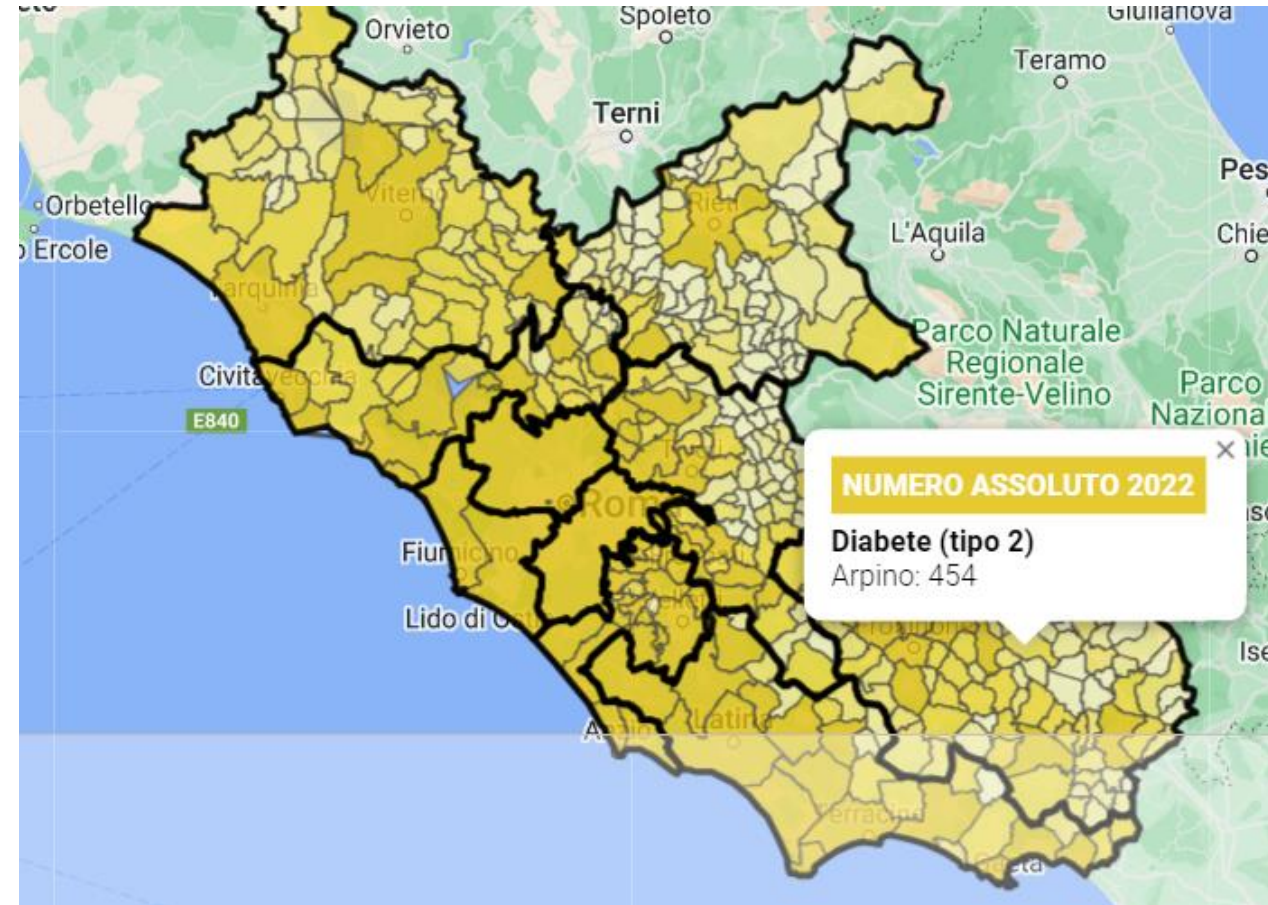 Orvieto
Spoleto
Giulianova
Teramo
Terni
Pes
Orbetello
o Ercole
Viterbo
Rieti
L'Aquila
Chie
Tarquinia
Parco Naturale
Regionale
Sirente-Velino
Civitavecchia
Parco
Naziona
E840
NUMERO ASSOLUTO 2022
×
Diabete (tipo 2)
Arpino: 454
Tivoli
Roma
Fiumicino
Lido di Ost
Velletri
Frosinone
Ise
Anzio
Latina
Terracina
Gaeta